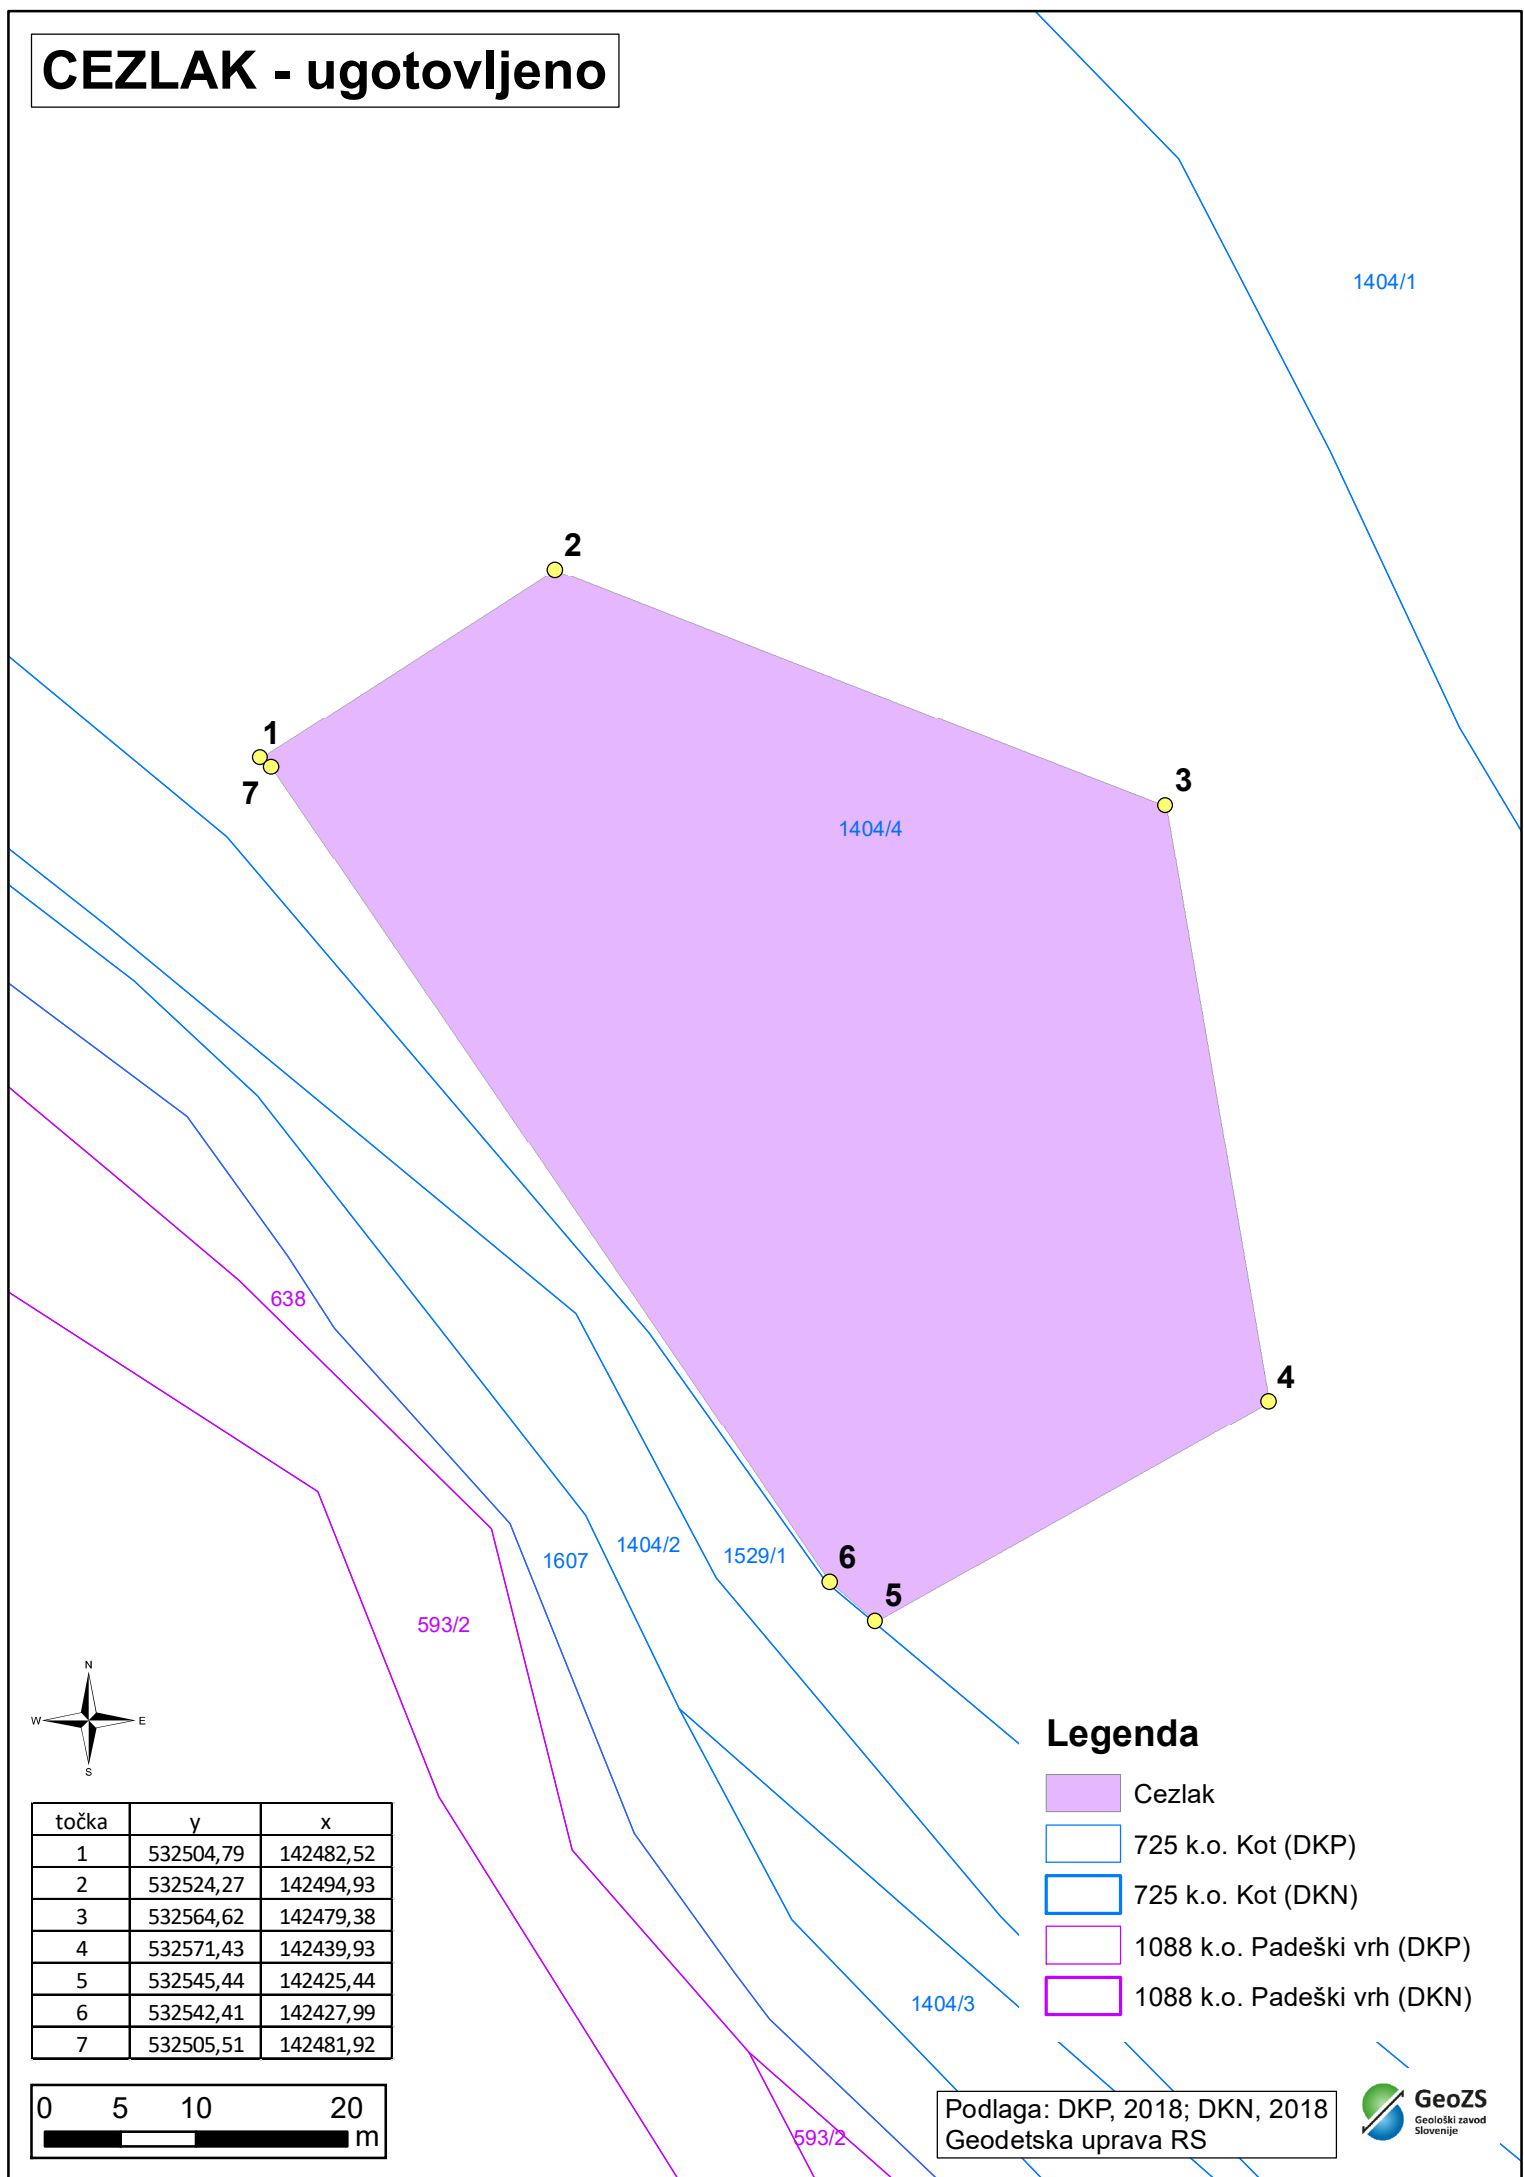 CEZLAK - ugotovljeno
1404/1
2
1
7
3
1404/4
4
638
6
5
1607
1404/2
1529/1
593/2
N
W E
S
točka y x
1 532504,79 142482,52
2 532524,27 142494,93
3 532564,62 142479,38
4 532571,43 142439,93
5 532545,44 142425,44
6 532542,41 142427,99
7 532505,51 142481,92
0 5 10 20
m
Legenda
Cezlak
725 k.o. Kot (DKP)
725 k.o. Kot (DKN)
1088 k.o. Padeški vrh (DKP)
1088 k.o. Padeški vrh (DKN)
1404/3
593/2
Podlaga: DKP, 2018; DKN, 2018
Geodetska uprava RS
GeoZS
Geološki zavod
Slovenije